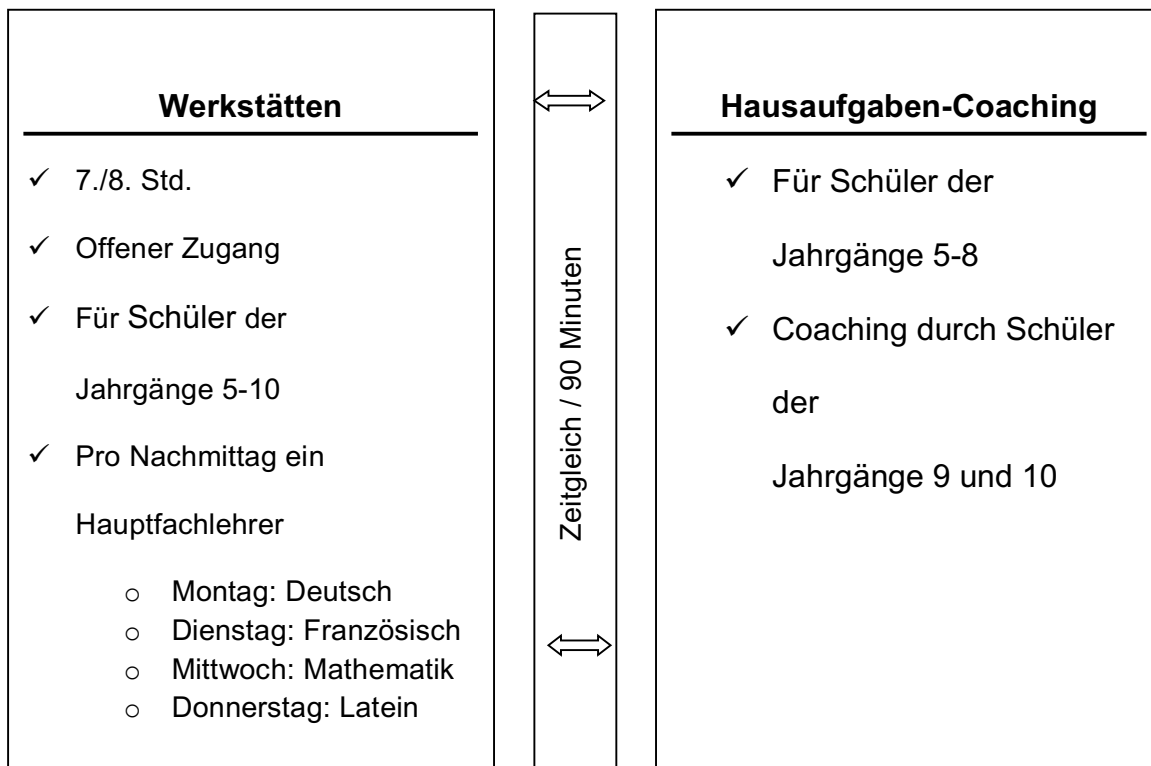 Werkstätten
✓ 7./8. Std.
✓ Offener Zugang
✓ Für Schüler der
Jahrgänge 5-10
✓ Pro Nachmittag ein
Hauptfachlehrer
o Montag: Deutsch
o Dienstag: Französisch
o Mittwoch: Mathematik
o Donnerstag: Latein
Zeitgleich / 90 Minuten
Hausaufgaben-Coaching
✓ Für Schüler der
Jahrgänge 5-8
✓ Coaching durch Schüler
der
Jahrgänge 9 und 10